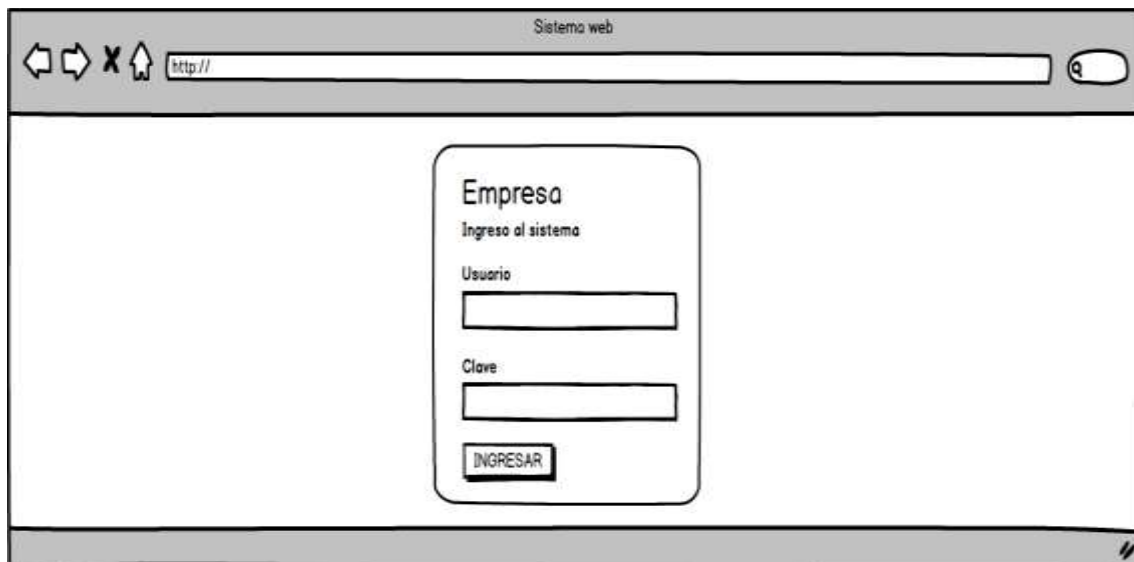 Sistema web
http://
Empresa
Ingreso al sistema
Usuario
Clave
INGRESAR